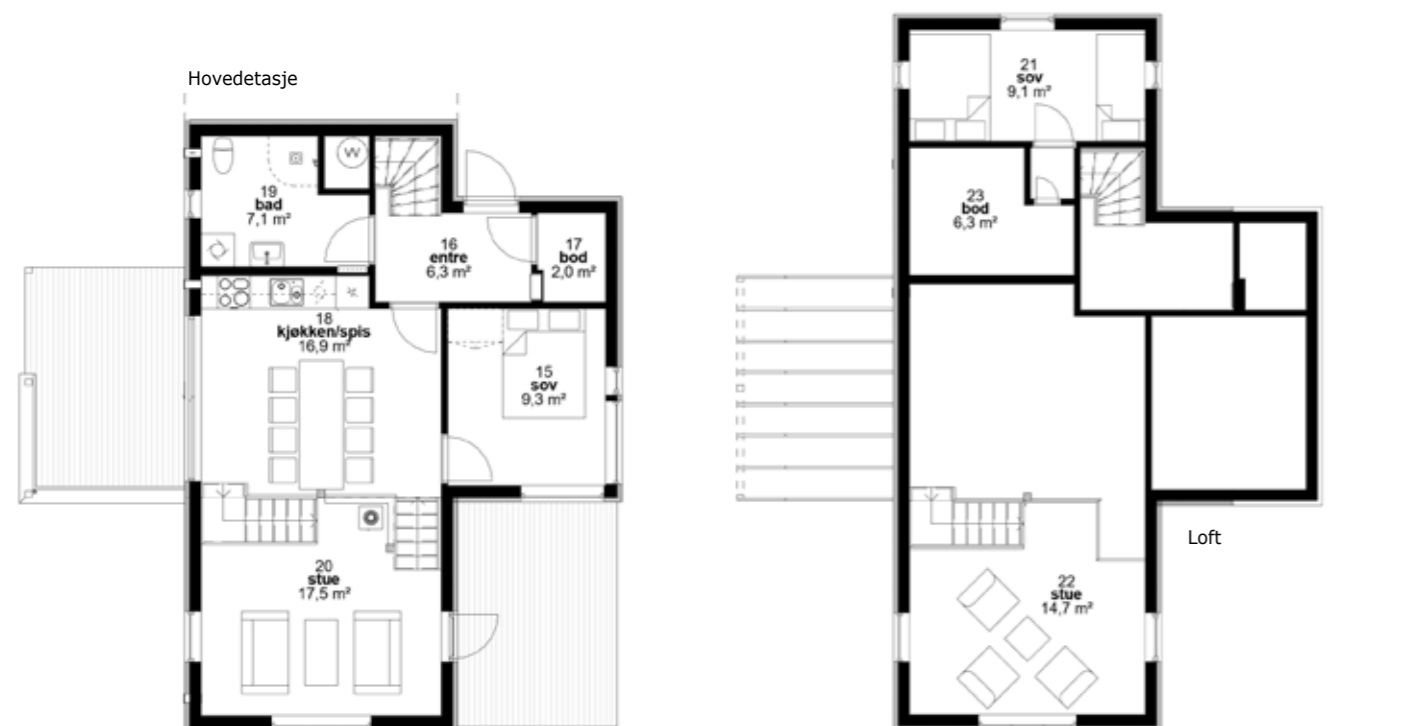 Hovedetasje
19
bad
7,1 m²
W
16
entre
6,3 m²
17
bod
2,0 m²
18
kjøkken/spis
16,9 m²
15
sov
9,3 m²
20
stue
17,5 m²
21
sov
9,1 m²
23
bod
6,3 m²
Loft
22
stue
14,7 m²